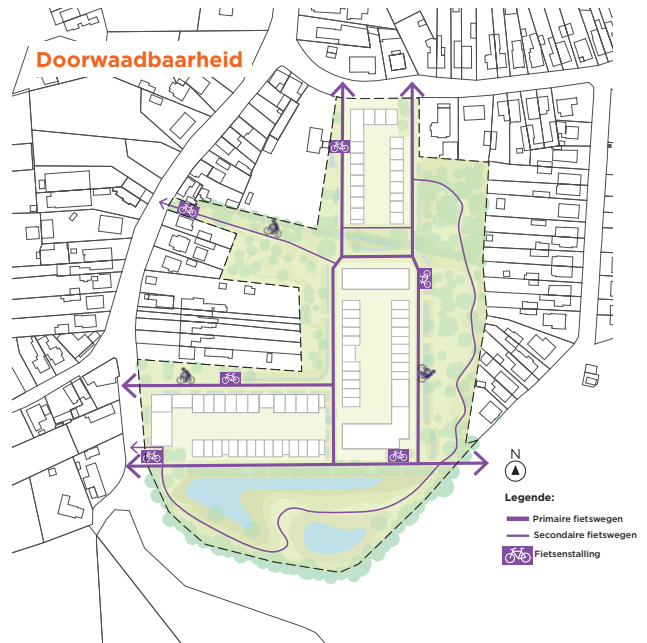 Doorwaadbaarheid
N
Legende:
Primaire fietswegen
Secondaire fietswegen
Fietsenstalling